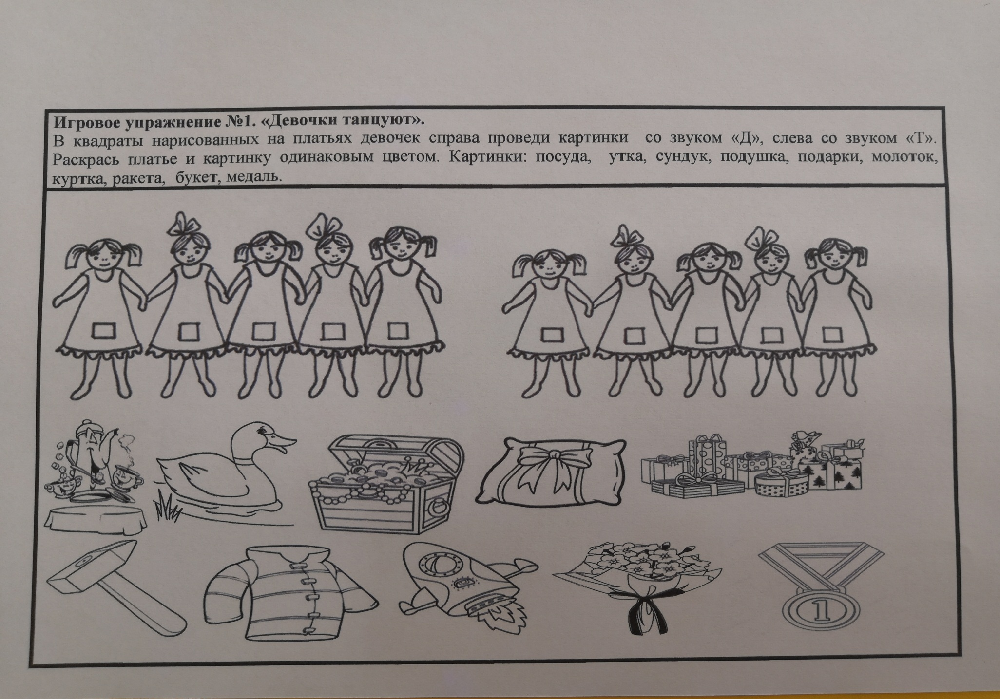 Игровое упражнение №1. «Девочки танцуют».
В квадраты нарисованных на платьях девочек справа проведи картинки со звуком «Д», слева со звуком «Т».
Раскрась платье и картинку одинаковым цветом. Картинки: посуда, утка, сундук, подушка, подарки, молоток,
куртка, ракета, букет, медаль.
1